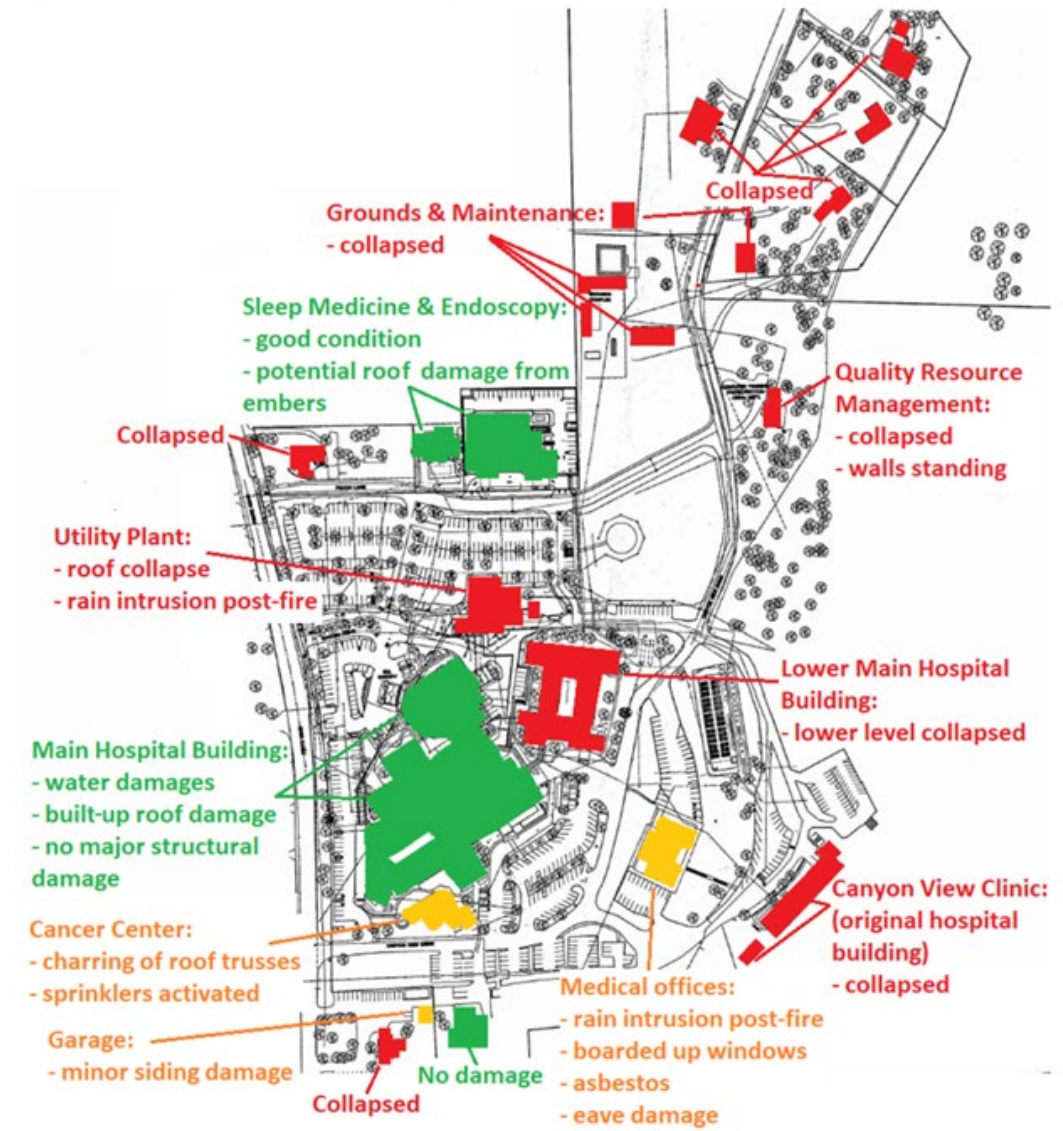 Collapsed
Grounds & Maintenance:
- collapsed
Sleep Medicine & Endoscopy:
- good condition
- potential roof damage from
embers
Quality Resource
Management:
- collapsed
- walls standing
Collapsed
Utility Plant:
- roof collapse
- rain intrusion post-fire
Lower Main Hospital
Building:
- lower level collapsed
Main Hospital Building:
- water damages
- built-up roof damage
- no major structural
damage
Canyon View Clinic:
(original hospital
building)
- collapsed
Cancer Center:
- charring of roof trusses
- sprinklers activated
Medical offices:
- rain intrusion post-fire
- boarded up windows
- asbestos
- eave damage
Garage:
- minor siding damage
No damage
Collapsed